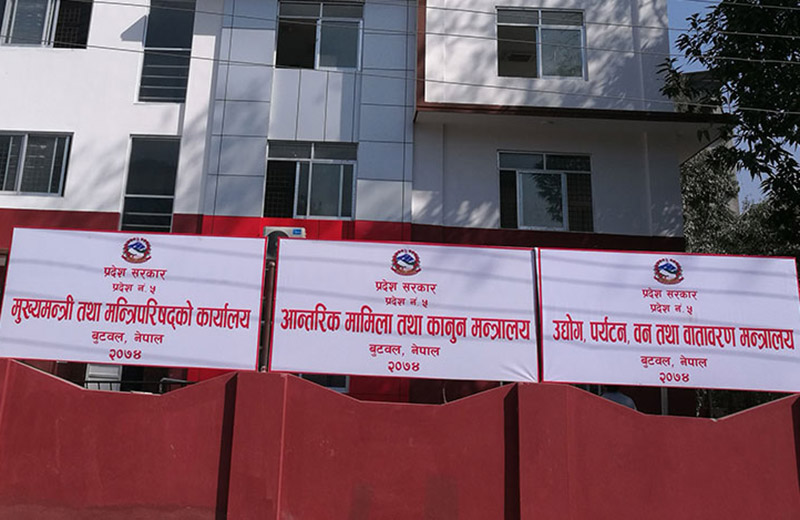 प्रदेश सरकार
प्रदेश नं. ५
मुख्यमन्त्री तथा मन्त्रिपरिषद्को कार्यालय
बुटवल, नेपाल
२०७४
प्रदेश सरकार
प्रदेश नं. ५
आन्तरिक मामिला तथा कानुन मन्त्रालय
बुटवल, नेपाल
२०७४
प्रदेश सरकार
प्रदेश नं. ५
उद्योग, पर्यटन, वन तथा वातावरण मन्त्रालय
बुटवल, नेपाल
२०७४